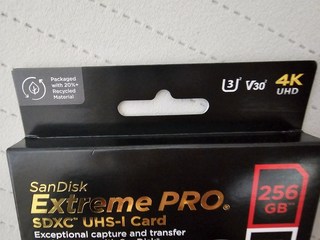 Packaged
with 20%+
Recycled
Material.
U3 V30 4K
UHD
SanDisk
Extreme PRO®
SDXC™ UHS-I Card
256
GB
Exceptional capture and transfer